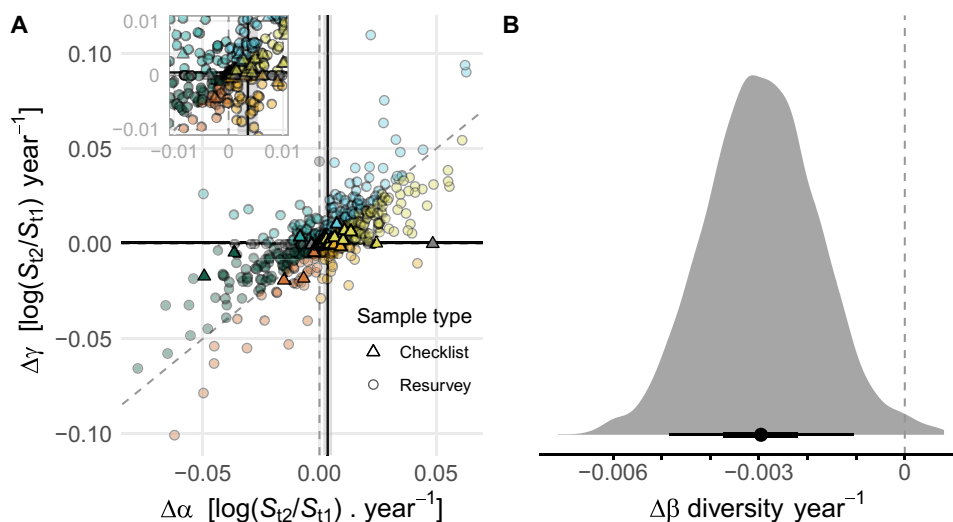 A
B
0.10
0.05
0.00
−0.05
−0.10
Δγ [log(St2/St1) year−1]
0.01
0
−0.01
−0.01
0
0.01
Sample type
Checklist
Resurvey
−0.05
0.00
0.05
Δα [log(St2/St1) . year−1]
−0.006
−0.003
0
Δβ diversity year−1